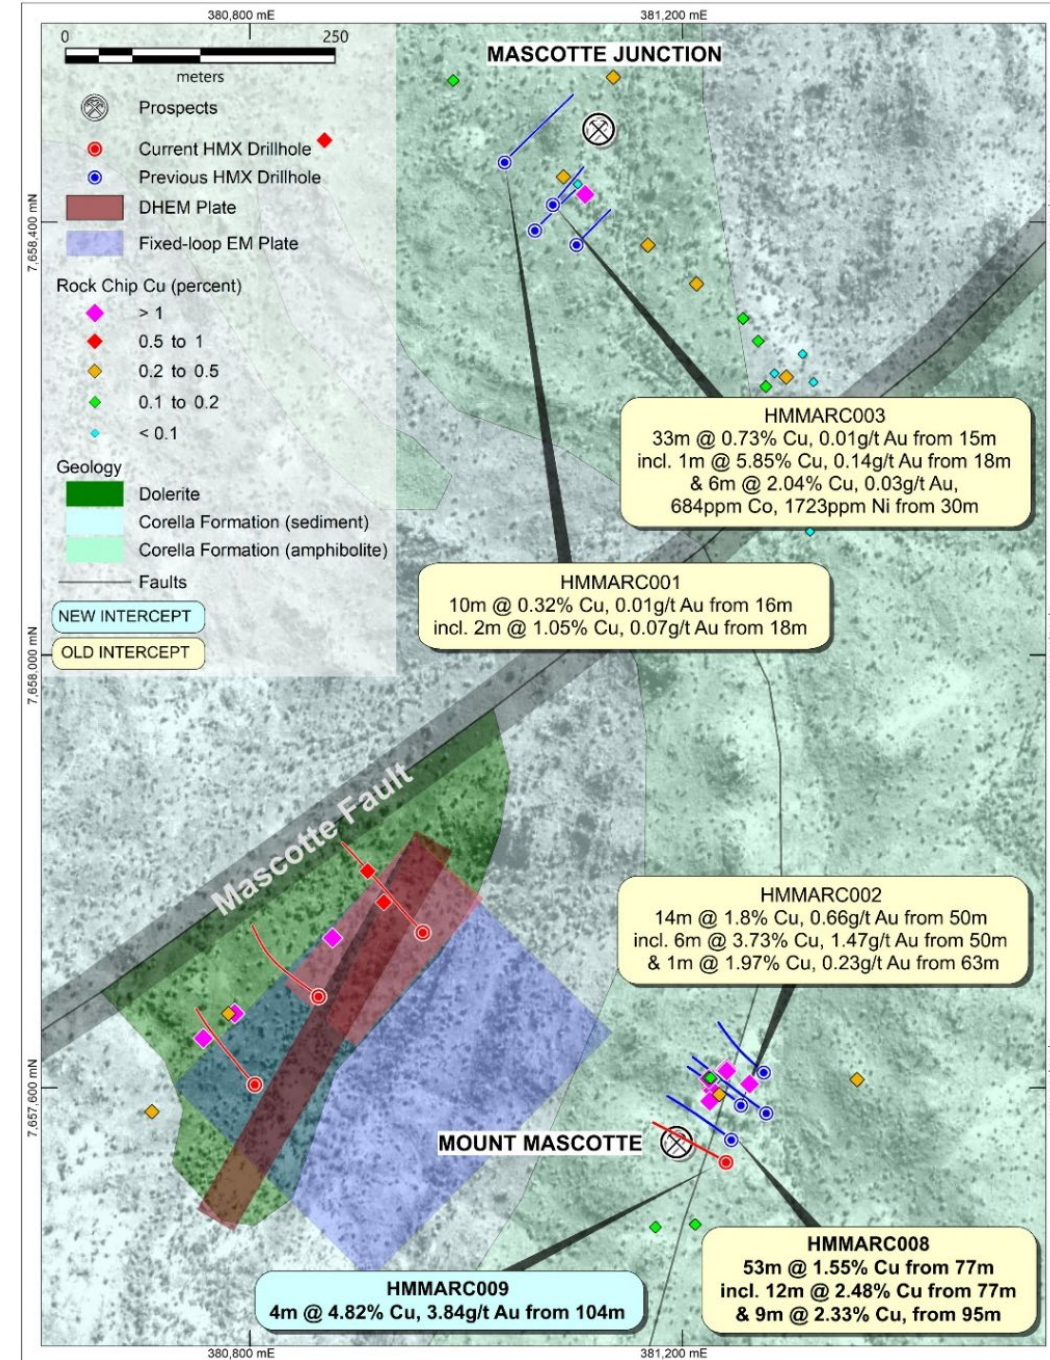 380,800 mE
381,200 mE
0 250
meters
Prospects
Current HMX Drillhole
Previous HMX Drillhole
DHEM Plate
Fixed-loop EM Plate
Rock Chip Cu (percent)
> 1
0.5 to 1
0.2 to 0.5
0.1 to 0.2
< 0.1
Geology
Dolerite
Corella Formation (sediment)
Corella Formation (amphibolite)
Faults
NEW INTERCEPT
OLD INTERCEPT
7,658,400 mN
7,658,000 mN
7,657,600 mN
MASCOTTE JUNCTION
HMMARC003
33m @ 0.73% Cu, 0.01g/t Au from 15m
incl. 1m @ 5.85% Cu, 0.14g/t Au from 18m
& 6m @ 2.04% Cu, 0.03g/t Au,
684ppm Co, 1723ppm Ni from 30m
HMMARC001
10m @ 0.32% Cu, 0.01g/t Au from 16m
incl. 2m @ 1.05% Cu, 0.07g/t Au from 18m
Mascotte Fault
HMMARC002
14m @ 1.8% Cu, 0.66g/t Au from 50m
incl. 6m @ 3.73% Cu, 1.47g/t Au from 50m
& 1m @ 1.97% Cu, 0.23g/t Au from 63m
MOUNT MASCOTTE
HMMARC008
53m @ 1.55% Cu from 77m
incl. 12m @ 2.48% Cu from 77m
& 9m @ 2.33% Cu, from 95m
HMMARC009
4m @ 4.82% Cu, 3.84g/t Au from 104m
380,800 mE
381,200 mE